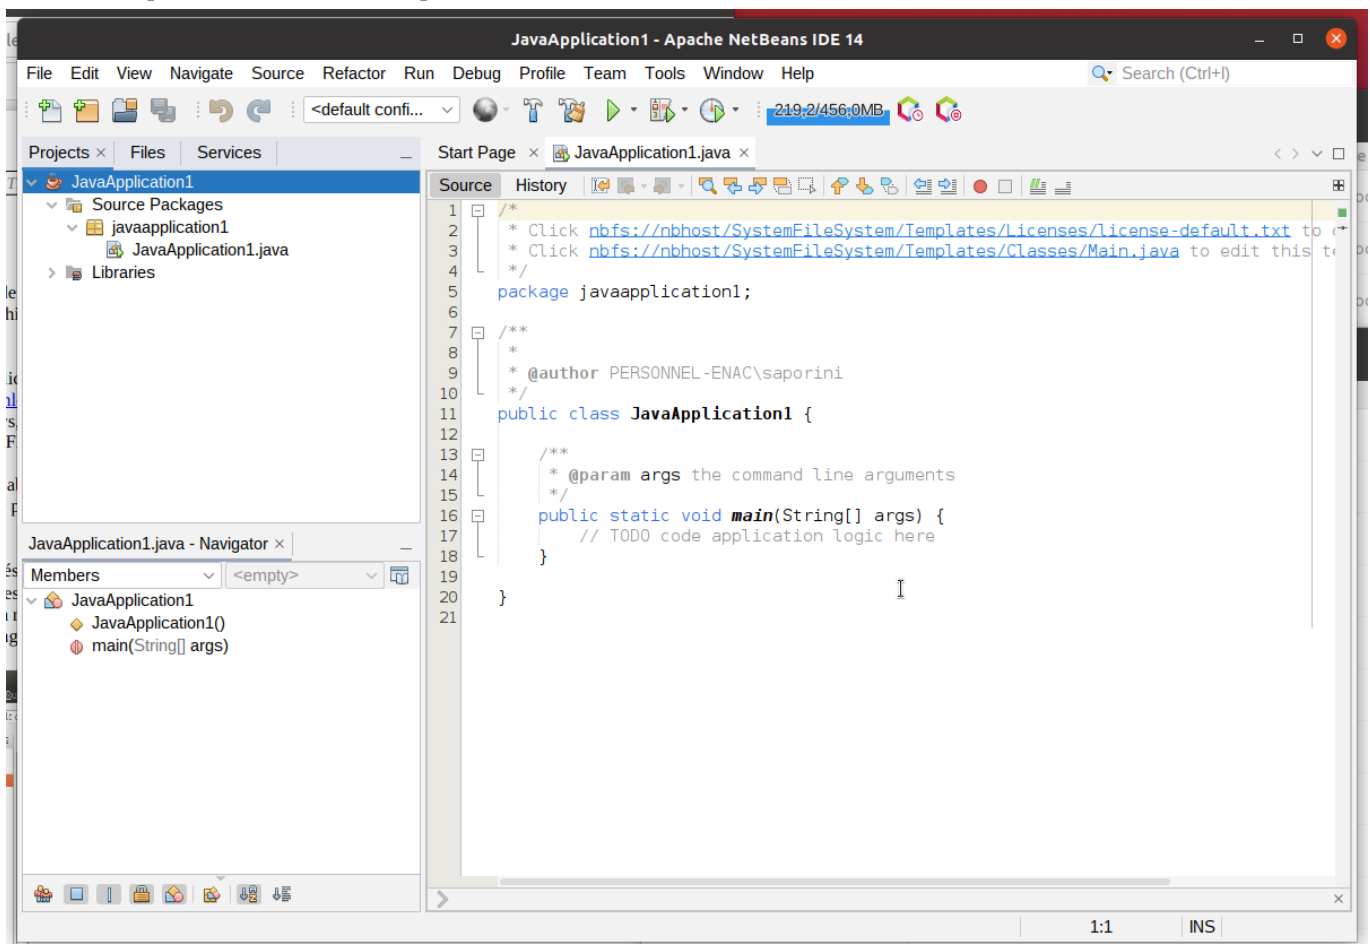 JavaApplication1 - Apache NetBeans IDE 14
File Edit View Navigate Source Refactor Run Debug Profile Team Tools Window Help
Search (Ctrl+I)
<default confi...
219,2/456,0MB
Projects
Files
Services
JavaApplication1
Source Packages
javaapplication1
JavaApplication1.java
Libraries
JavaApplication1.java - Navigator
Members
<empty>
JavaApplication1
JavaApplication1()
main(String[] args)
Start Page
JavaApplication1.java
Source
History
1 /*
2 * Click nbfs://nbhost/SystemFileSystem/Templates/Licenses/license-default.txt to
3 * Click nbfs://nbhost/SystemFileSystem/Templates/Classes/Main.java to edit this
4 */
5 package javaapplication1;
6
7 /**
8 *
9 * @author PERSONNEL-ENAC\saporini
10 */
11 public class JavaApplication1 {
12
13 /**
14 * @param args the command line arguments
15 */
16 public static void main(String[] args) {
17 // TODO code application logic here
18 }
19
20 }
21
1:1
INS